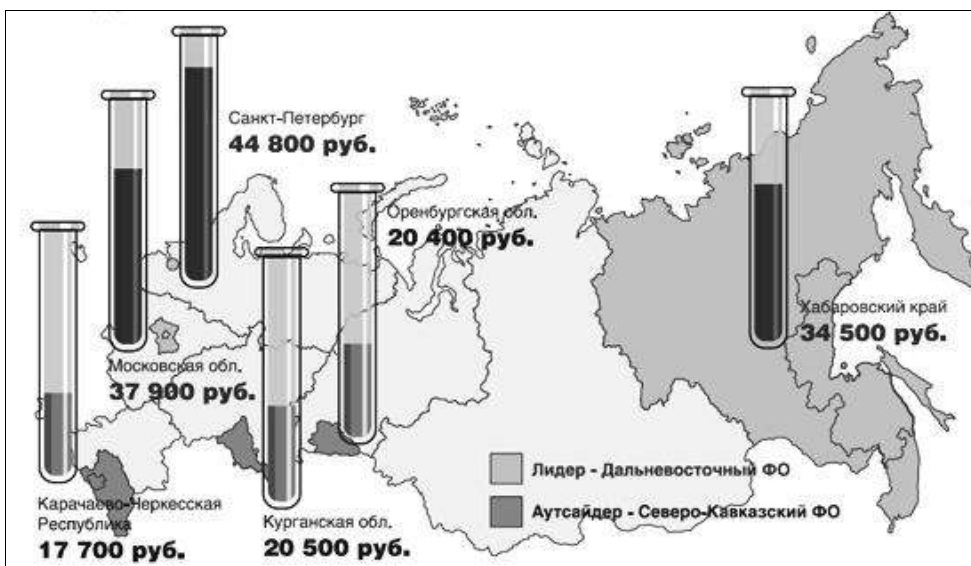 Санкт-Петербург
44 800 руб.
Оренбургская обл.
20 400 руб.
Хабаровский край
34 500 руб.
Московская обл.
37 900 руб.
Лидер - Дальневосточный ФО
Аутсайдер - Северо-Кавказский ФО
Карачаево-Черкесская
Республика
17 700 руб.
Курганская обл.
20 500 руб.